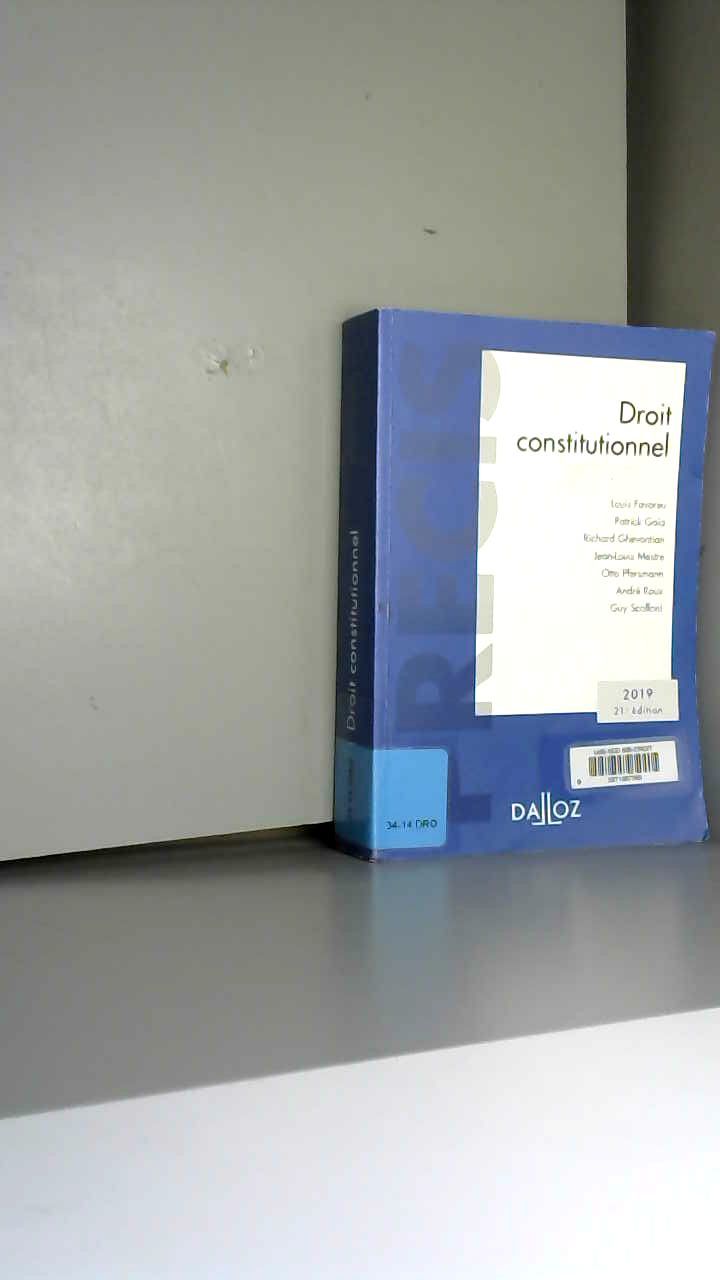 PRECIS
Droit
constitutionnel
Louis Favoreu
Patrick Gaïa
Richard Ghevontian
Jean-Louis Mestre
Otto Pfersmann
André Roux
Guy Scoffoni
2019
21e édition
DALLOZ
34-14 DRO
Droit constitutionnel